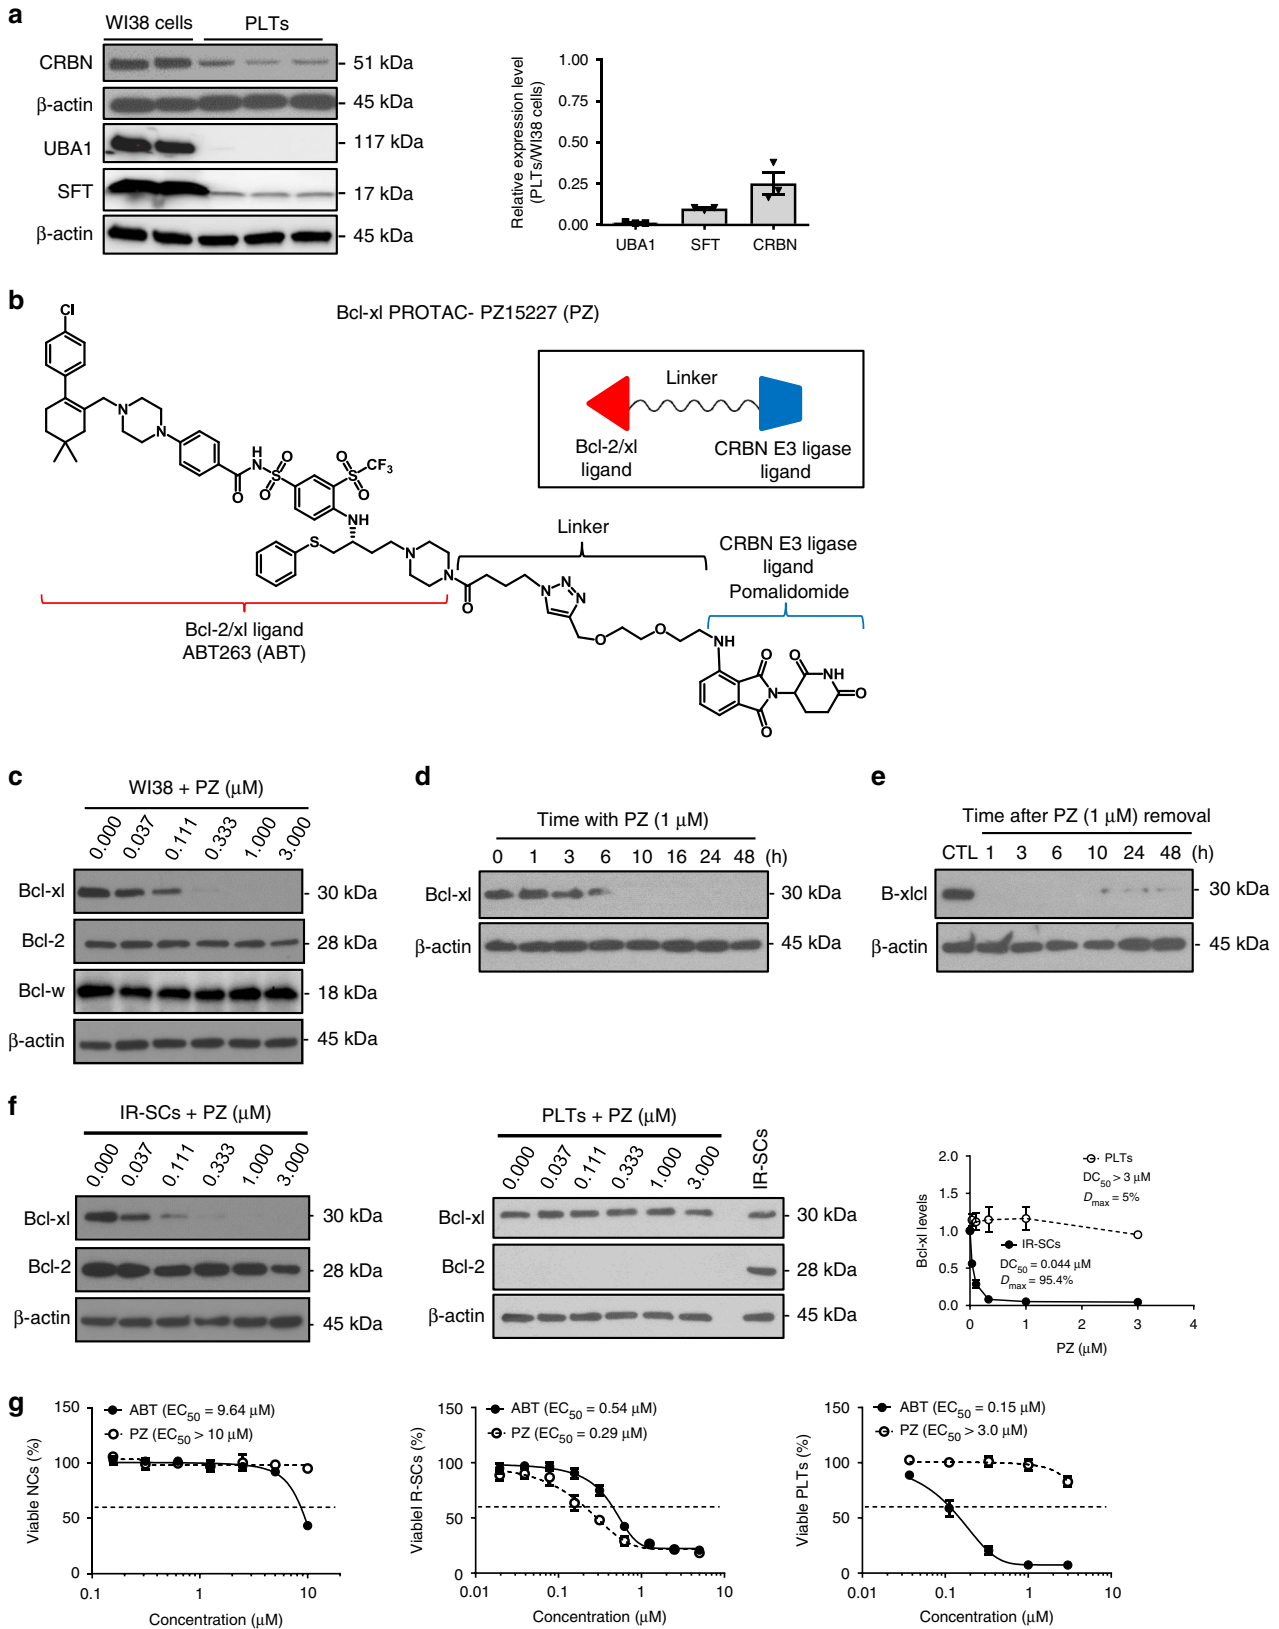 a
WI38 cells PLTs
CRBN 51 kDa
β-actin 45 kDa
UBA1 117 kDa
SFT 17 kDa
β-actin 45 kDa
Relative expression level
(PLTs/WI38 cells)
1.00
0.75
0.50
0.25
0.00
UBA1 SFT CRBN
b
Bcl-xl PROTAC- PZ15227 (PZ)
Cl
N
N
O
H
N
O
S
O
O
S
O
CF3
NH
S
N
N
O
N
N
N
O
O
NH
O
O
N
O
NH
O
Linker
Bcl-2/xl
ligand
CRBN E3 ligase
ligand
Linker
CRBN E3 ligase
ligand
Pomalidomide
Bcl-2/xl ligand
ABT263 (ABT)
c
WI38 + PZ (μM)
0.000 0.037 0.111 0.333 1.000 3.000
Bcl-xl 30 kDa
Bcl-2 28 kDa
Bcl-w 18 kDa
β-actin 45 kDa
d
Time with PZ (1 μM)
0 1 3 6 10 16 24 48 (h)
Bcl-xl 30 kDa
β-actin 45 kDa
e
Time after PZ (1 μM) removal
CTL 1 3 6 10 24 48 (h)
B-xlcl 30 kDa
β-actin 45 kDa
f
IR-SCs + PZ (μM)
0.000 0.037 0.111 0.333 1.000 3.000
Bcl-xl 30 kDa
Bcl-2 28 kDa
β-actin 45 kDa
PLTs + PZ (μM)
0.000 0.037 0.111 0.333 1.000 3.000 IR-SCs
Bcl-xl 30 kDa
Bcl-2 28 kDa
β-actin 45 kDa
Bcl-xl levels
2.0
1.5
1.0
0.5
0.0
PLTs
DC50 > 3 μM
Dmax = 5%
IR-SCs
DC50 = 0.044 μM
Dmax = 95.4%
0 1 2 3 4
PZ (μM)
g
Viable NCs (%)
150
100
50
0
ABT (EC50 = 9.64 μM)
PZ (EC50 > 10 μM)
0.1 1 10
Concentration (μM)
Viablel R-SCs (%)
150
100
50
0
ABT (EC50 = 0.54 μM)
PZ (EC50 = 0.29 μM)
0.01 0.1 1 10
Concentration (μM)
Viable PLTs (%)
150
100
50
0
ABT (EC50 = 0.15 μM)
PZ (EC50 > 3.0 μM)
0.01 0.1 1 10
Concentration (μM)